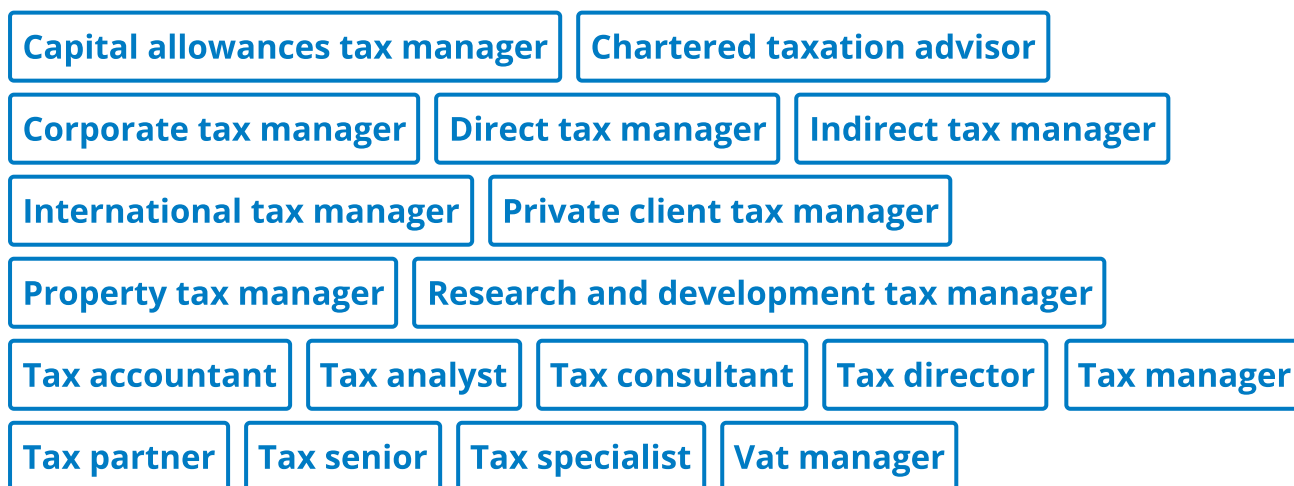 Capital allowances tax manager Chartered taxation advisor
Corporate tax manager Direct tax manager Indirect tax manager
International tax manager Private client tax manager
Property tax manager Research and development tax manager
Tax accountant Tax analyst Tax consultant Tax director Tax manager
Tax partner Tax senior Tax specialist Vat manager